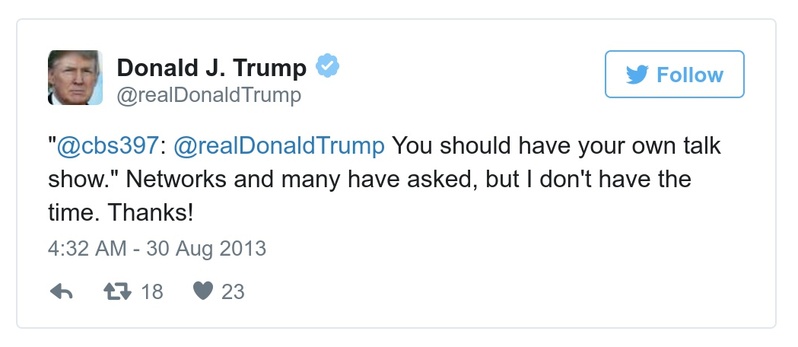 Donald J. Trump
@realDonaldTrump
Follow
"@cbs397: @realDonaldTrump You should have your own talk
show." Networks and many have asked, but I don't have the
time. Thanks!
4:32 AM - 30 Aug 2013
18 23